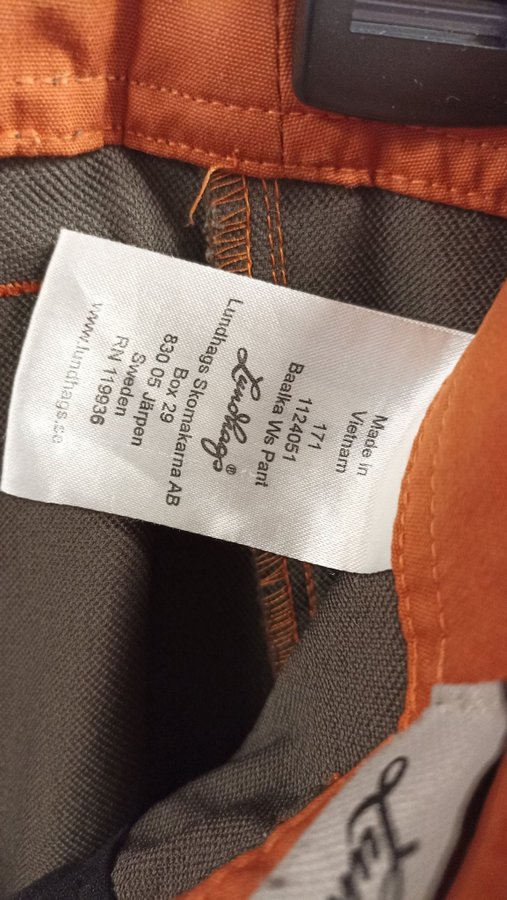 Made in
Vietnam
171
1124051
Baalka Ws Pant
Lundhags®
Lundhags Skomakarna AB
Box 29
830 05 Järpen
Sweden
RN 119936
www.lundhags.se
Lun